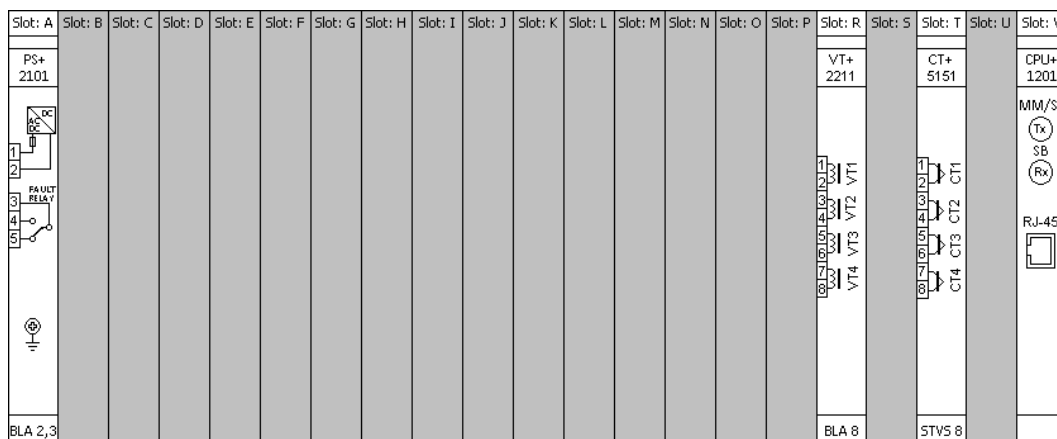 Slot: A Slot: B Slot: C Slot: D Slot: E Slot: F Slot: G Slot: H Slot: I Slot: J Slot: K Slot: L Slot: M Slot: N Slot: O Slot: P Slot: R Slot: S Slot: T Slot: U Slot:
PS+
2101
DC
AC
DC
1
2
FAULT
RELAY
3
4
5
BLA 2,3
VT+
2211
1
2
VT1
3
4
VT2
5
6
VT3
7
8
VT4
BLA 8
CT+
5151
1
2
CT1
3
4
CT2
5
6
CT3
7
8
CT4
STVS 8
CPU+
1201
MM/S
Tx
SB
Rx
RJ-45